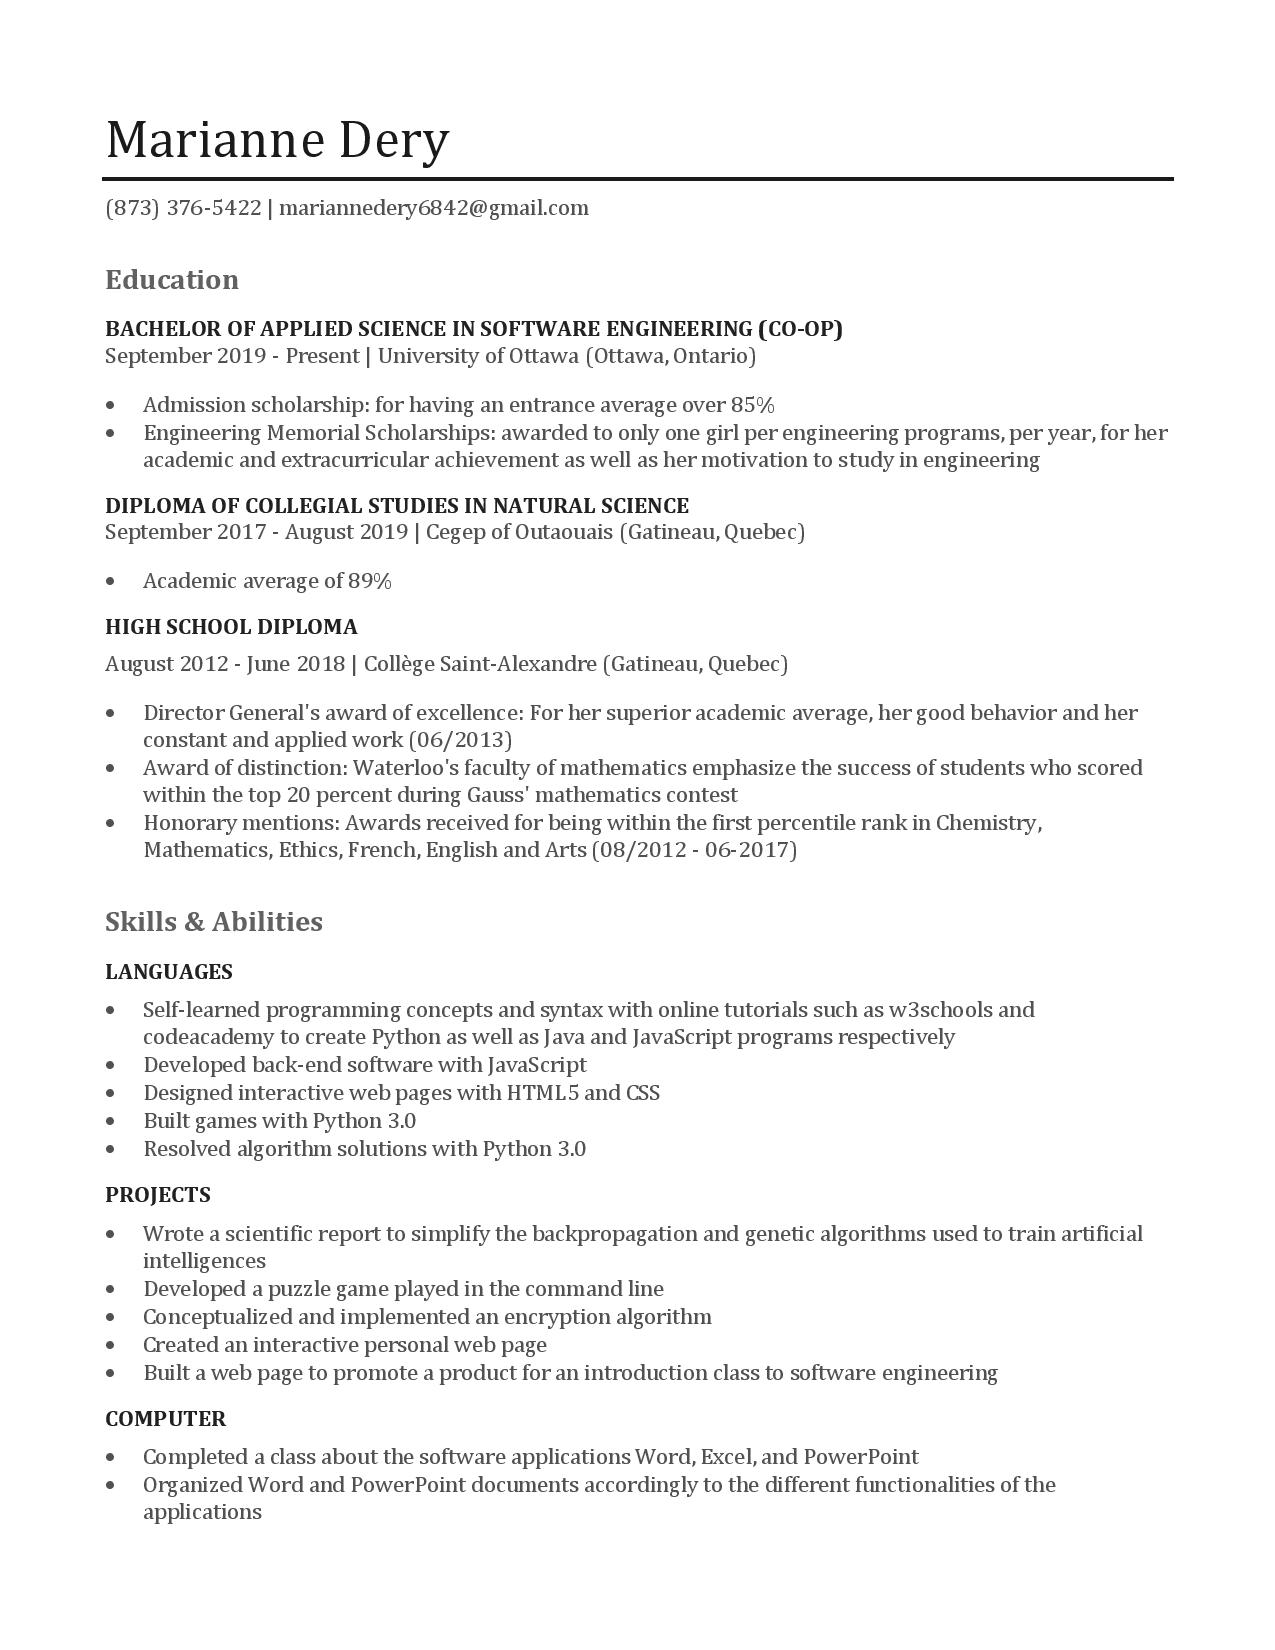 Marianne Dery
(873) 376-5422 | mariannedery6842@gmail.com
Education
BACHELOR OF APPLIED SCIENCE IN SOFTWARE ENGINEERING (CO-OP)
September 2019 - Present | University of Ottawa (Ottawa, Ontario)
• Admission scholarship: for having an entrance average over 85%
• Engineering Memorial Scholarships: awarded to only one girl per engineering programs, per year, for her
academic and extracurricular achievement as well as her motivation to study in engineering
DIPLOMA OF COLLEGIAL STUDIES IN NATURAL SCIENCE
September 2017 - August 2019 | Cegep of Outaouais (Gatineau, Quebec)
• Academic average of 89%
HIGH SCHOOL DIPLOMA
August 2012 - June 2018 | Collège Saint-Alexandre (Gatineau, Quebec)
• Director General's award of excellence: For her superior academic average, her good behavior and her
constant and applied work (06/2013)
• Award of distinction: Waterloo's faculty of mathematics emphasize the success of students who scored
within the top 20 percent during Gauss' mathematics contest
• Honorary mentions: Awards received for being within the first percentile rank in Chemistry,
Mathematics, Ethics, French, English and Arts (08/2012 - 06-2017)
Skills & Abilities
LANGUAGES
• Self-learned programming concepts and syntax with online tutorials such as w3schools and
codeacademy to create Python as well as Java and JavaScript programs respectively
• Developed back-end software with JavaScript
• Designed interactive web pages with HTML5 and CSS
• Built games with Python 3.0
• Resolved algorithm solutions with Python 3.0
PROJECTS
• Wrote a scientific report to simplify the backpropagation and genetic algorithms used to train artificial
intelligences
• Developed a puzzle game played in the command line
• Conceptualized and implemented an encryption algorithm
• Created an interactive personal web page
• Built a web page to promote a product for an introduction class to software engineering
COMPUTER
• Completed a class about the software applications Word, Excel, and PowerPoint
• Organized Word and PowerPoint documents accordingly to the different functionalities of the
applications